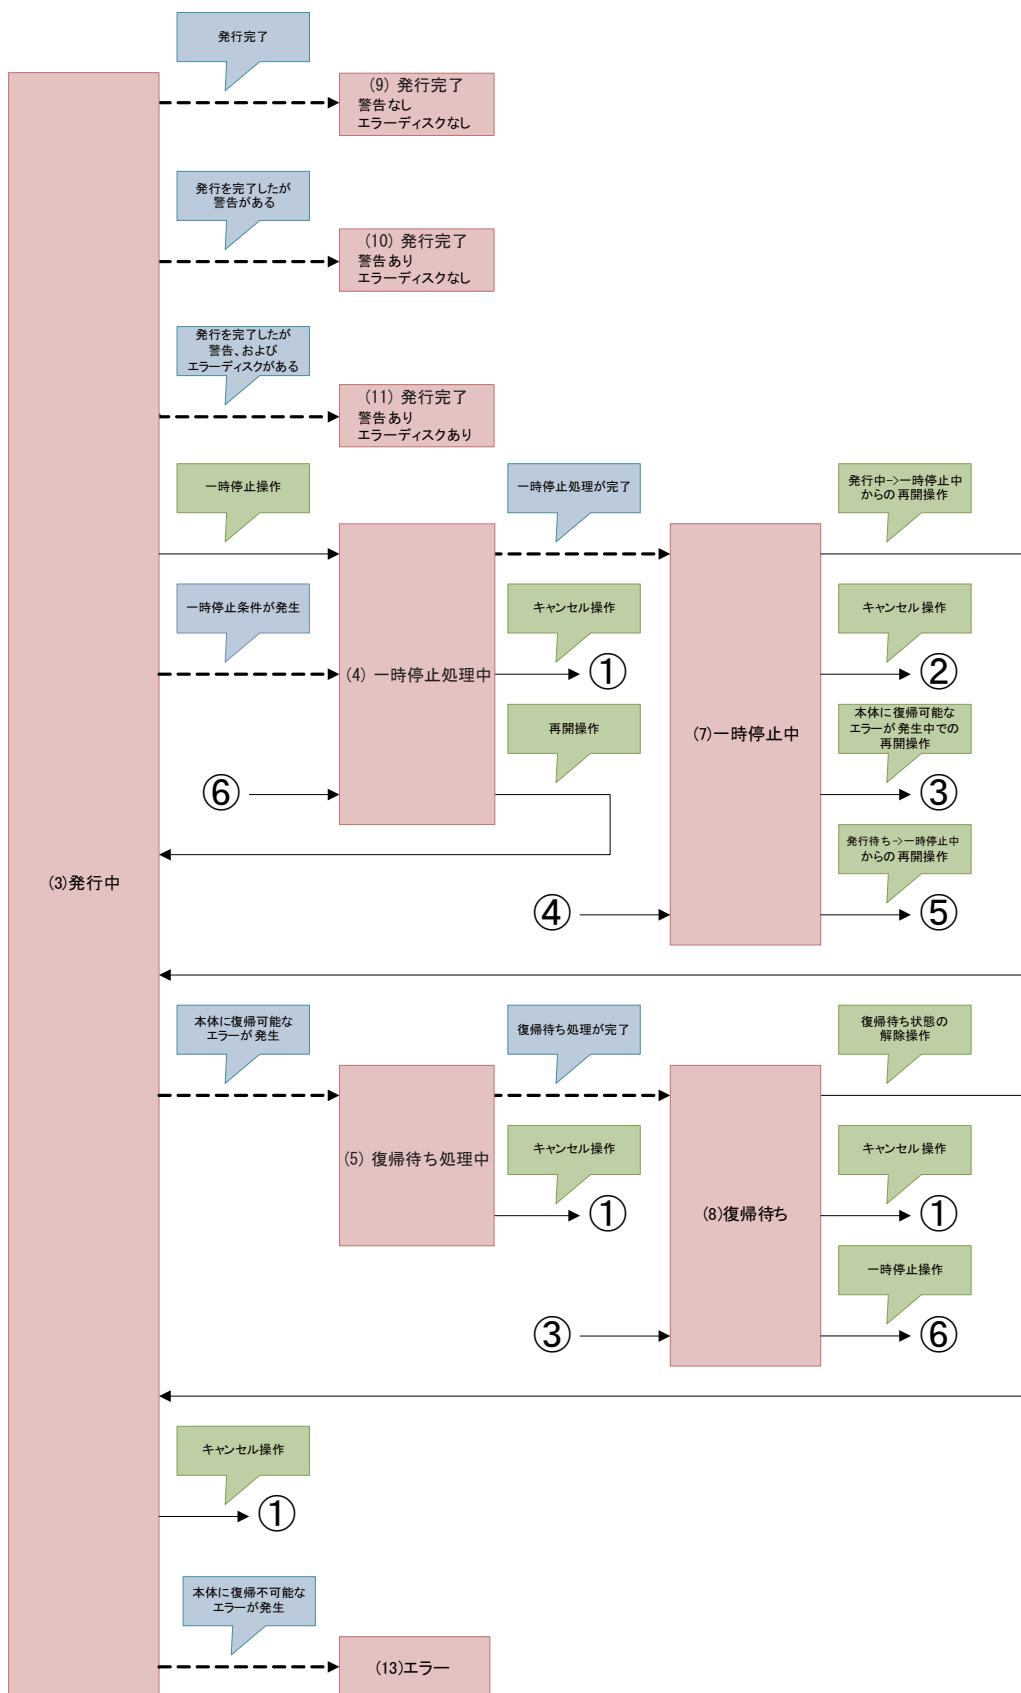 発行完了
(9) 発行完了
警告なし
エラーディスクなし
発行を完了したが
警告がある
(10) 発行完了
警告あり
エラーディスクなし
発行を完了したが
警告、および
エラーディスクがある
(11) 発行完了
警告あり
エラーディスクあり
一時停止操作
一時停止処理が完了
発行中->一時停止中
からの再開操作
一時停止条件が発生
キャンセル操作
キャンセル操作
(4) 一時停止処理中
①
②
再開操作
本体に復帰可能な
エラーが発生中での
再開操作
(7)一時停止中
⑥
③
発行待ち->一時停止中
からの再開操作
(3)発行中
④
⑤
本体に復帰可能な
エラーが発生
復帰待ち処理が完了
復帰待ち状態の
解除操作
キャンセル操作
キャンセル操作
(5) 復帰待ち処理中
①
(8)復帰待ち
①
一時停止操作
③
⑥
キャンセル操作
①
本体に復帰不可能な
エラーが発生
(13)エラー